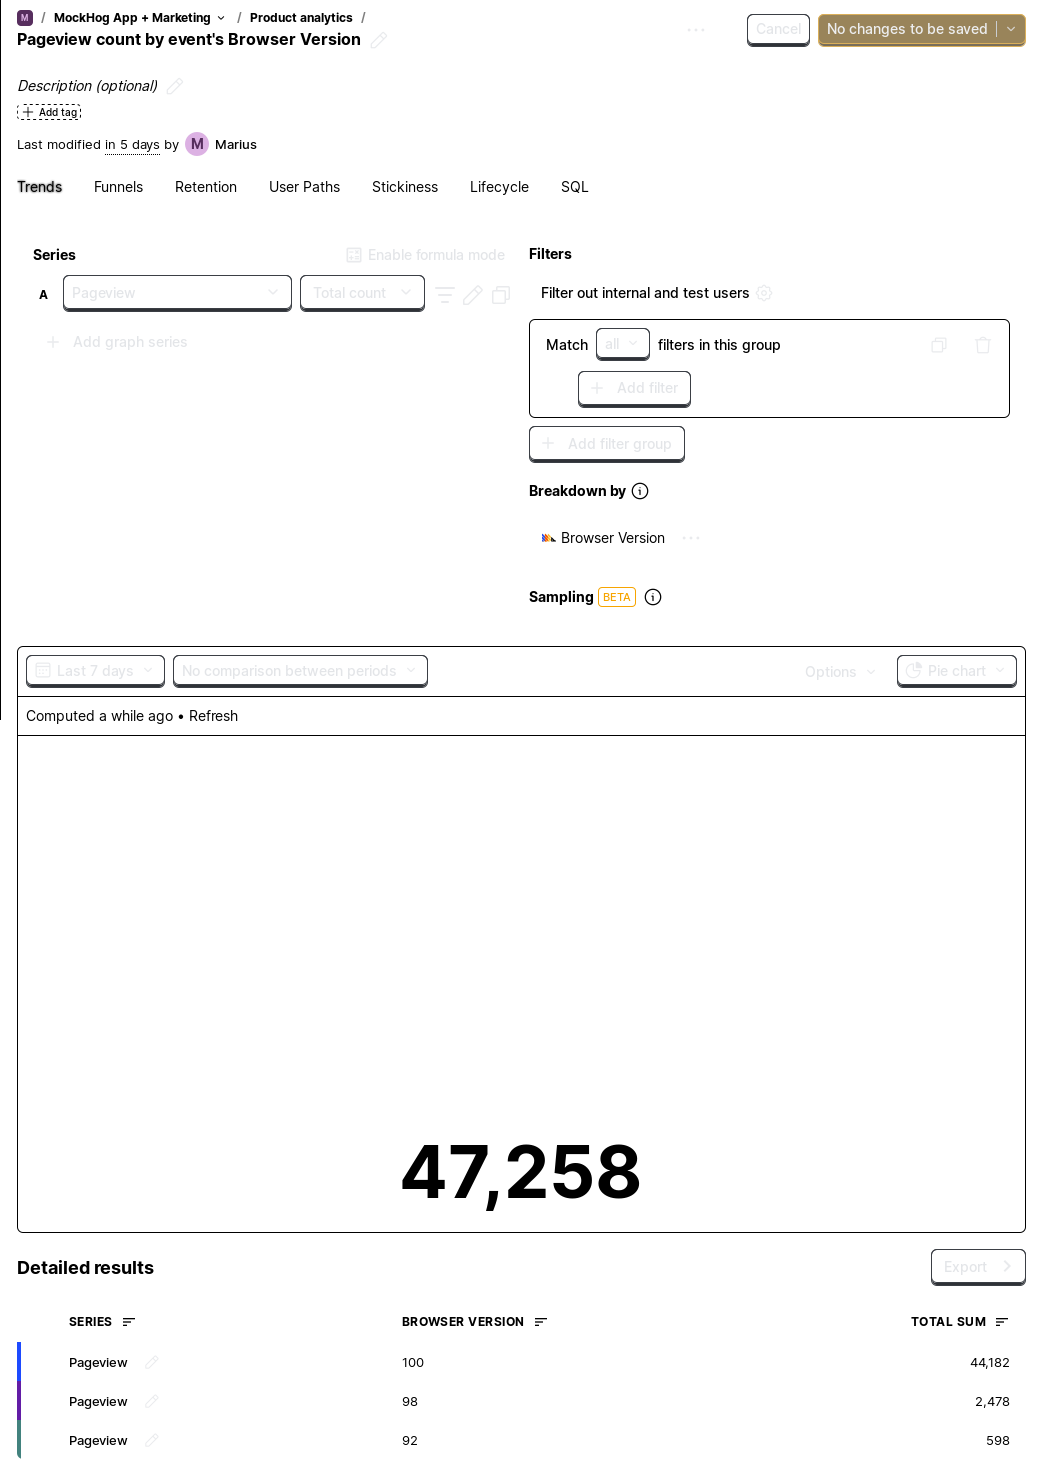 M / MockHog App + Marketing / Product analytics /
Pageview count by event's Browser Version
Cancel
No changes to be saved
Description (optional)
Add tag
Last modified in 5 days by M Marius
Trends Funnels Retention User Paths Stickiness Lifecycle SQL
Series
Enable formula mode
A Pageview Total count
Add graph series
Filters
Filter out internal and test users
Match all filters in this group
Add filter
Add filter group
Breakdown by
Browser Version
Sampling BETA
Last 7 days No comparison between periods Options Pie chart
Computed a while ago • Refresh
47,258
Detailed results
Export
SERIES BROWSER VERSION TOTAL SUM
Pageview 100 44,182
Pageview 98 2,478
Pageview 92 598